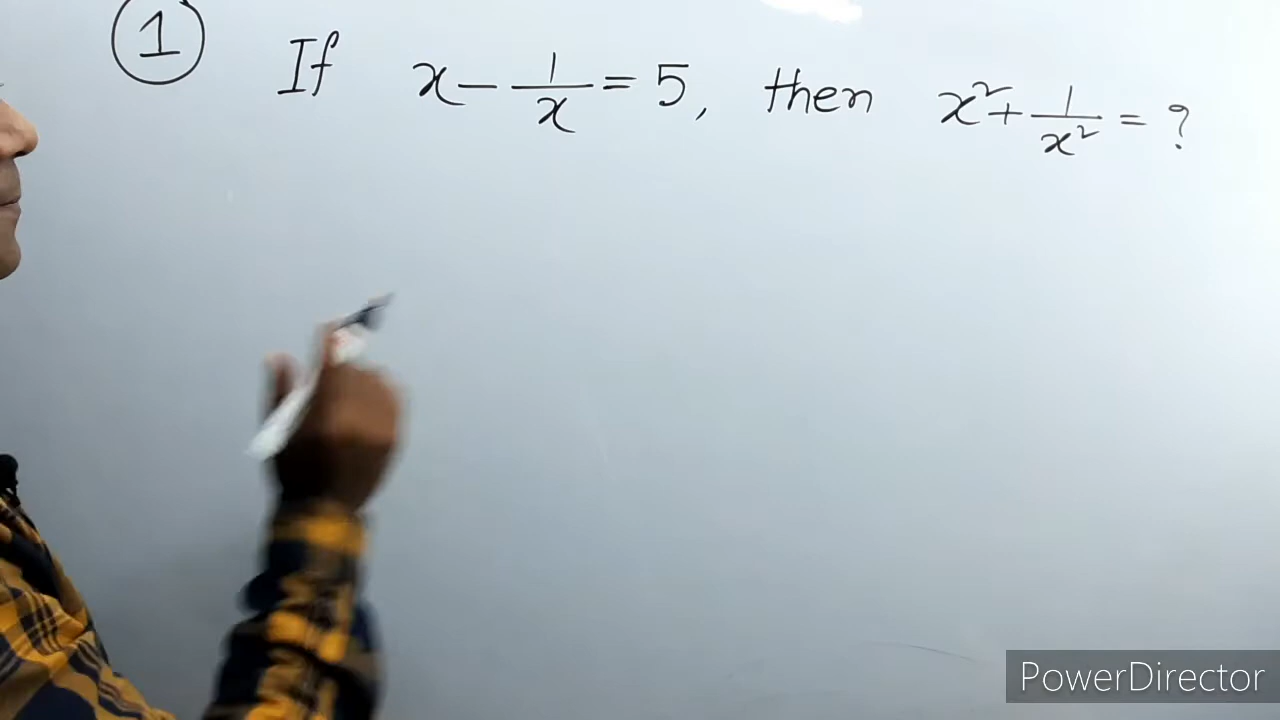 ① If x - 1/x = 5, then x² + 1/x² = ?
PowerDirector